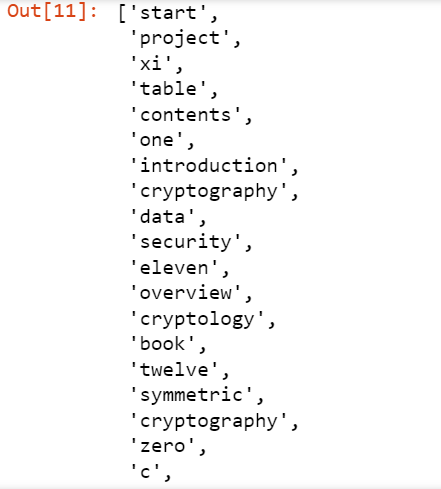 Out[11]: ['start',
'project',
'xi',
'table',
'contents',
'one',
'introduction',
'cryptography',
'data',
'security',
'eleven',
'overview',
'cryptology',
'book',
'twelve',
'symmetric',
'cryptography',
'zero',
'c',